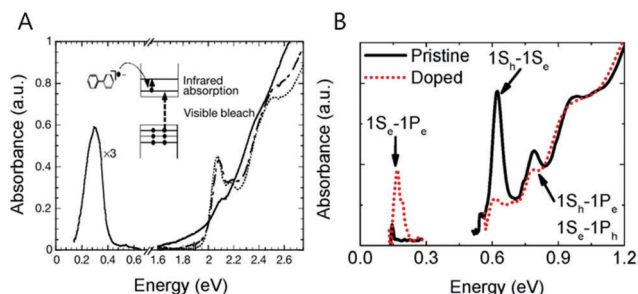 A
Absorbance (a.u.)
1
0.8
0.6
0.4
0.2
0
Infrared
absorption
Visible bleach
×3
0.2 0.4 0.6 1.6 1.8 2 2.2 2.4 2.6
Energy (eV)
B
Absorbance (a.u.)
Pristine
Doped
1Sh-1Se
1Se-1Pe
1Sh-1Pe
1Se-1Ph
0.0 0.3 0.6 0.9 1.2
Energy (eV)